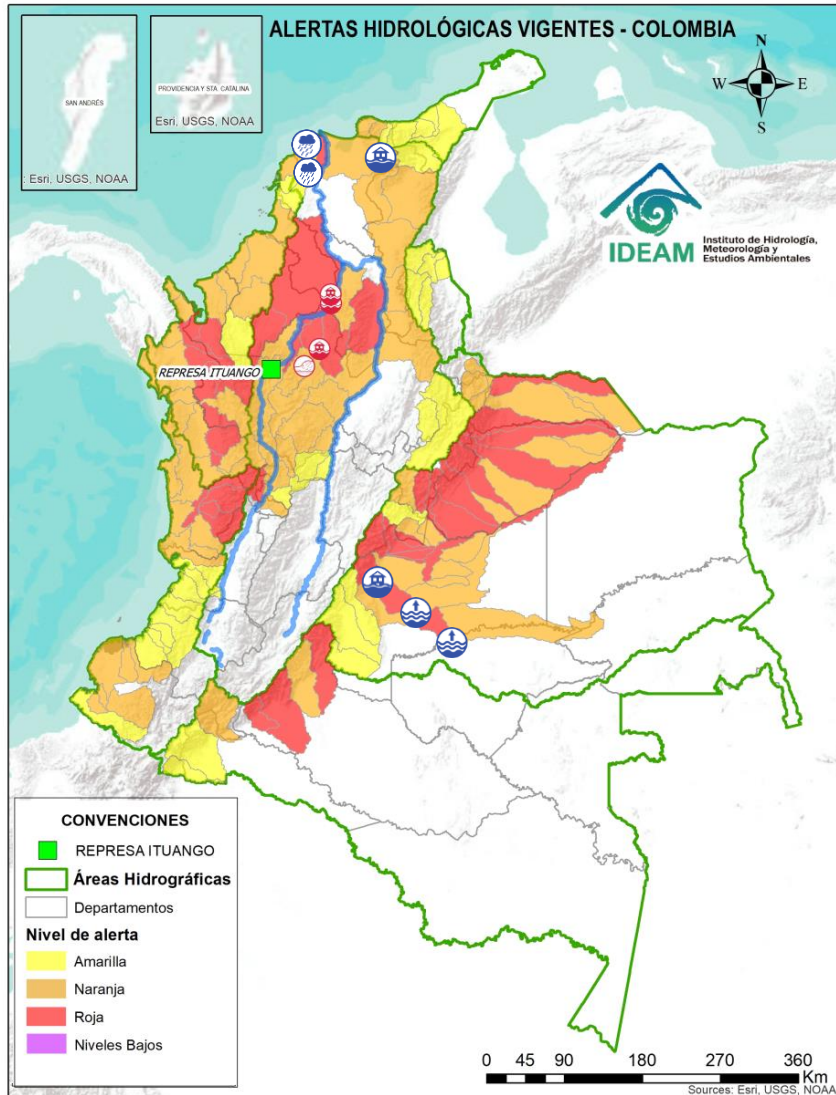 ALERTAS HIDROLÓGICAS VIGENTES - COLOMBIA
SAN ANDRÉS
: Esri, USGS, NOAA
PROVIDENCIA Y STA. CATALINA
Esri, USGS, NOAA
N
W E
S
IDEAM
Instituto de Hidrología,
Meteorología y
Estudios Ambientales
REPRESA ITUANGO
CONVENCIONES
REPRESA ITUANGO
Áreas Hidrográficas
Departamentos
Nivel de alerta
Amarilla
Naranja
Roja
Niveles Bajos
0 45 90 180 270 360
Km
Sources: Esri, USGS, NOAA